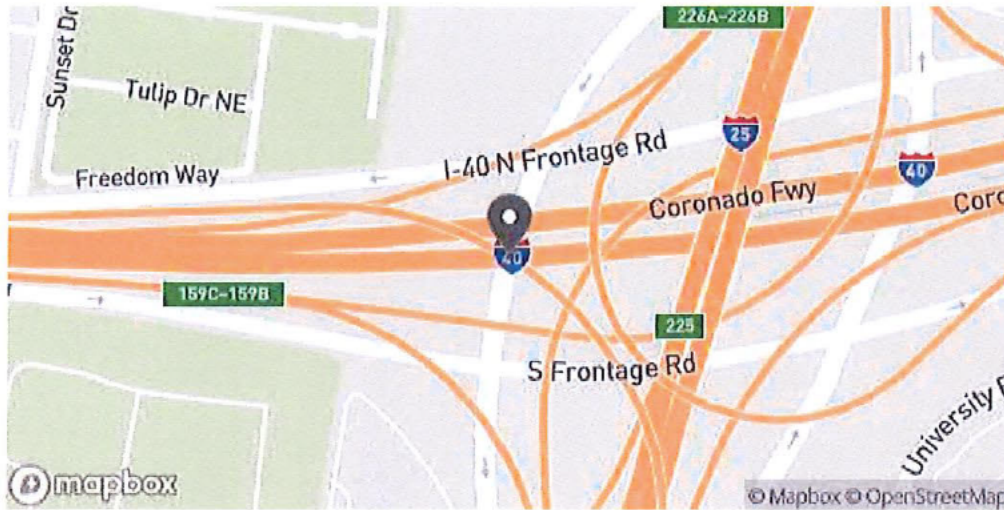 226A-226B
Sunset Dr
Tulip Dr NE
25
I-40 N Frontage Rd
40
Freedom Way
Coronado Fwy
Coro
40
159C-159B
225
S Frontage Rd
University
mapbox
© Mapbox © OpenStreetMap